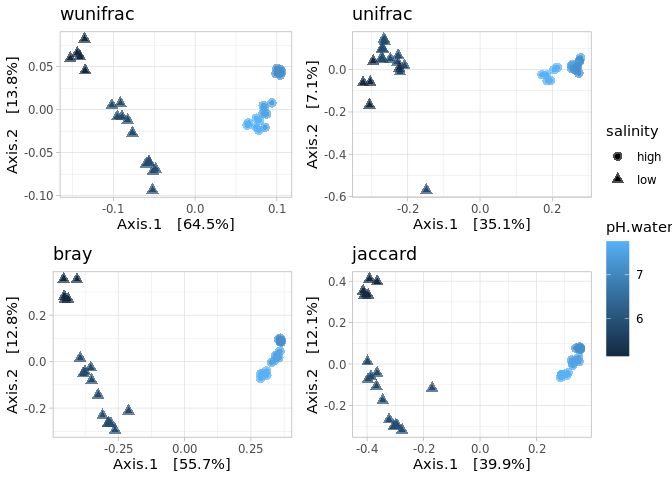 wunifrac
unifrac
Axis.2 [13.8%]
0.05
0.00
-0.05
-0.10
-0.1
0.0
0.1
Axis.1 [64.5%]
Axis.2 [7.1%]
0.0
-0.2
-0.4
-0.6
-0.2
0.0
0.2
Axis.1 [35.1%]
bray
jaccard
Axis.2 [12.8%]
0.2
0.0
-0.2
-0.25
0.00
0.25
Axis.1 [55.7%]
Axis.2 [12.1%]
0.4
0.2
0.0
-0.2
-0.4
-0.2
0.0
0.2
Axis.1 [39.9%]
salinity
high
low
pH.water
7
6